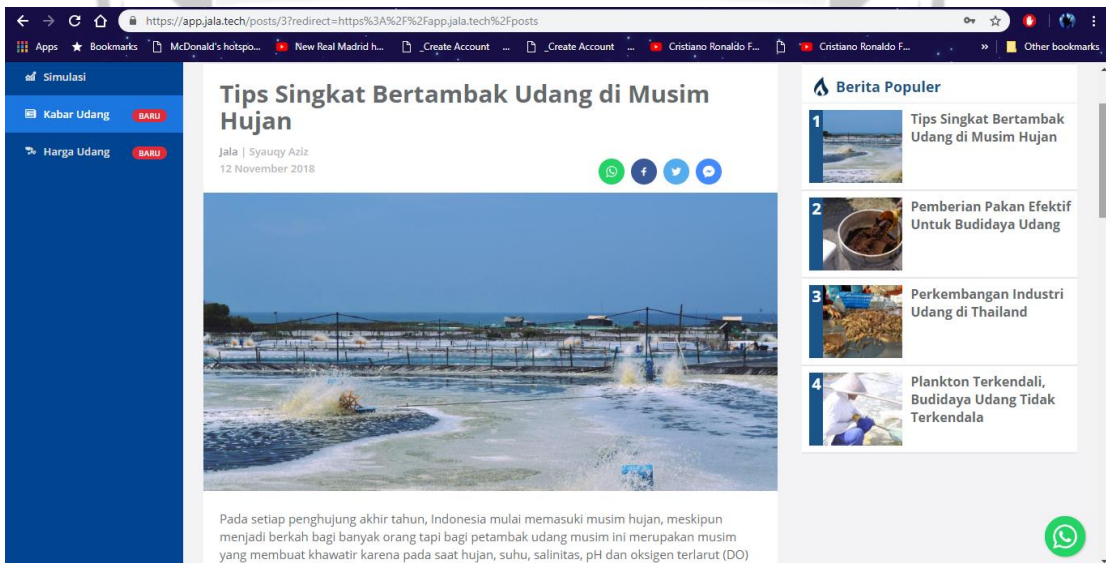 https://app.jala.tech/posts/3?redirect=https%3A%2F%2Fapp.jala.tech%2Fposts
Apps
Bookmarks
McDonald's hotspo...
New Real Madrid h...
_Create Account ...
_Create Account ...
Cristiano Ronaldo F...
Cristiano Ronaldo F...
»
Other bookmarks
Simulasi
Kabar Udang BARU
Harga Udang BARU
Tips Singkat Bertambak Udang di Musim
Hujan
Jala | Syauqy Aziz
12 November 2018
Pada setiap penghujung akhir tahun, Indonesia mulai memasuki musim hujan, meskipun
menjadi berkah bagi banyak orang tapi bagi petambak udang musim ini merupakan musim
yang membuat khawatir karena pada saat hujan, suhu, salinitas, pH dan oksigen terlarut (DO)
Berita Populer
1
Tips Singkat Bertambak
Udang di Musim Hujan
2
Pemberian Pakan Efektif
Untuk Budidaya Udang
3
Perkembangan Industri
Udang di Thailand
4
Plankton Terkendali,
Budidaya Udang Tidak
Terkendala